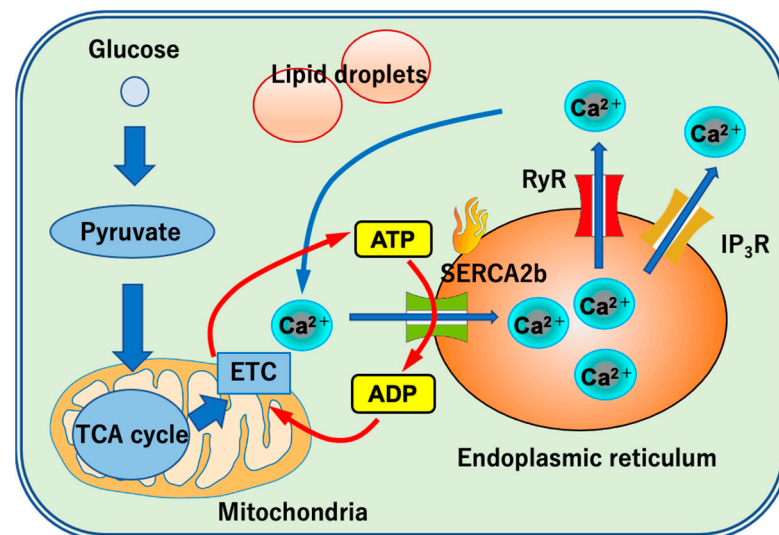 Glucose
Lipid droplets
Ca²⁺
Ca²⁺
RyR
Pyruvate
ATP
IP₃R
SERCA2b
Ca²⁺
Ca²⁺
Ca²⁺
ETC
Ca²⁺
ADP
TCA cycle
Endoplasmic reticulum
Mitochondria